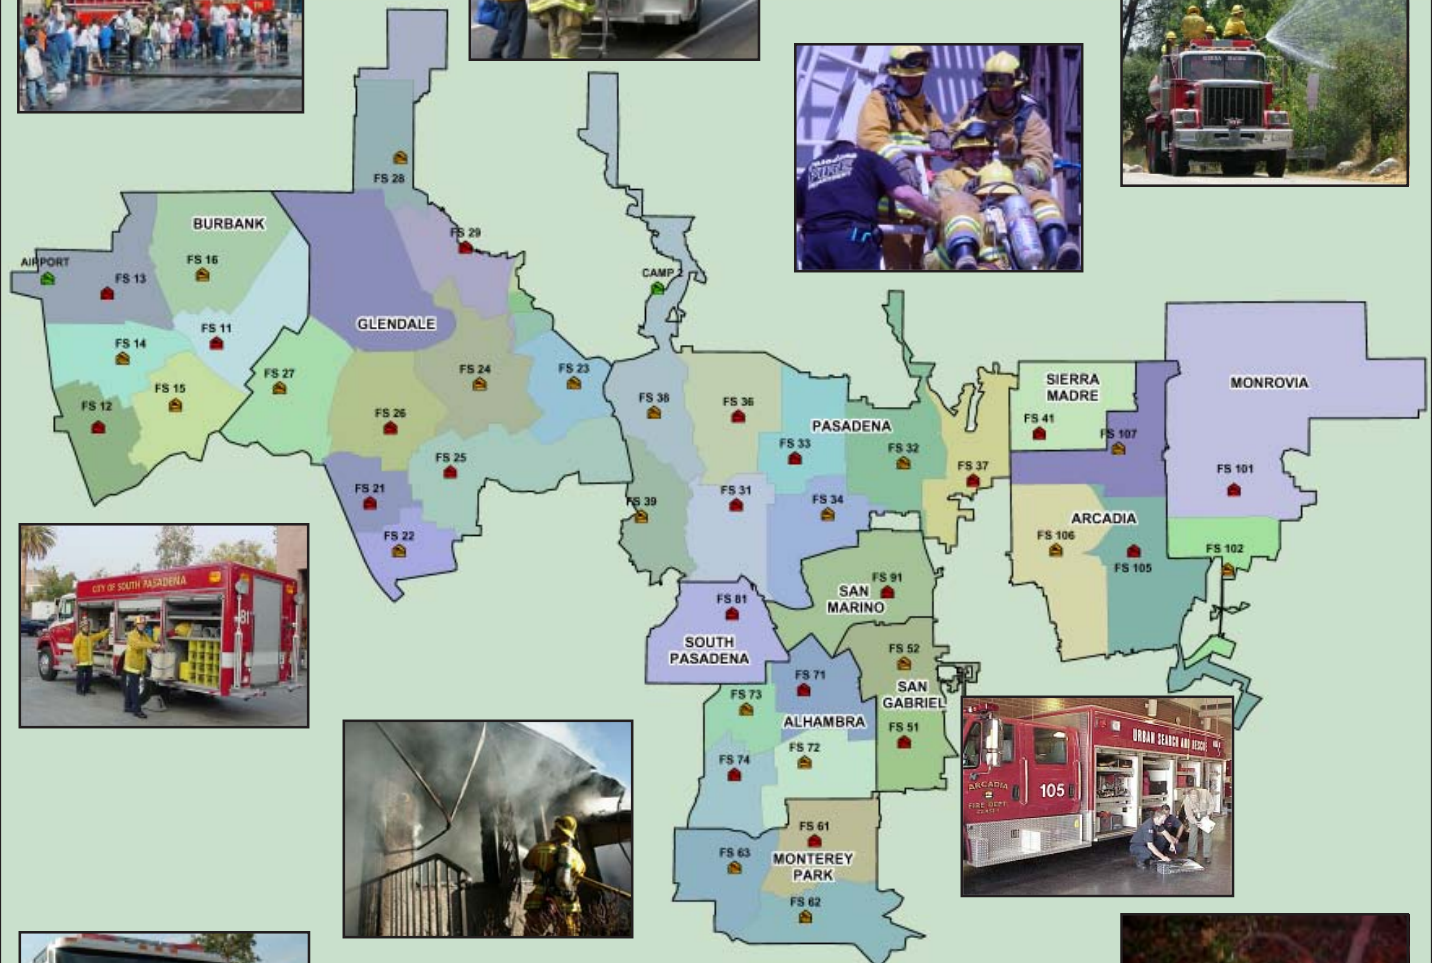 SIERRA MADRE
PASADENA
FIRE
DEPARTMENT
FS 28
BURBANK
FS 29
AIRPORT
FS 13
FS 16
CAMP 2
FS 11
GLENDALE
FS 14
FS 27
FS 24
FS 23
FS 15
FS 12
FS 26
FS 38
FS 36
PASADENA
SIERRA
MADRE
MONROVIA
FS 41
FS 107
FS 25
FS 33
FS 32
FS 37
FS 101
FS 21
FS 39
FS 31
FS 34
ARCADIA
FS 22
FS 106
FS 105
FS 102
CITY OF SOUTH PASADENA
81
FS 81
FS 91
SAN
MARINO
SOUTH
PASADENA
FS 52
FS 71
SAN
GABRIEL
FS 73
ALHAMBRA
FS 51
FS 72
FS 74
URBAN SEARCH AND RESCUE
ARCADIA
FIRE DEPT.
105
FS 61
FS 63
MONTEREY
PARK
FS 62